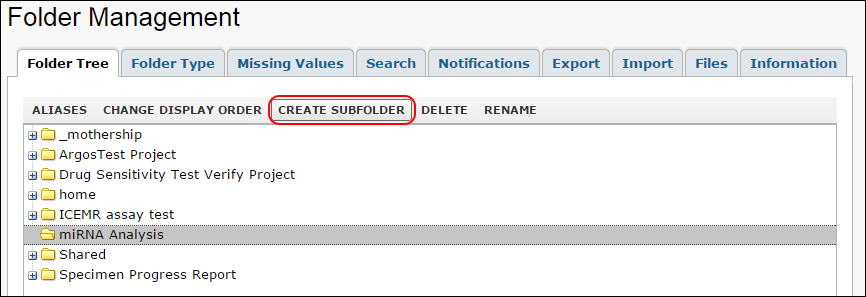 Folder Management
Folder Tree Folder Type Missing Values Search Notifications Export Import Files Information
ALIASES CHANGE DISPLAY ORDER CREATE SUBFOLDER DELETE RENAME
_mothership
ArgosTest Project
Drug Sensitivity Test Verify Project
home
ICEMR assay test
miRNA Analysis
Shared
Specimen Progress Report